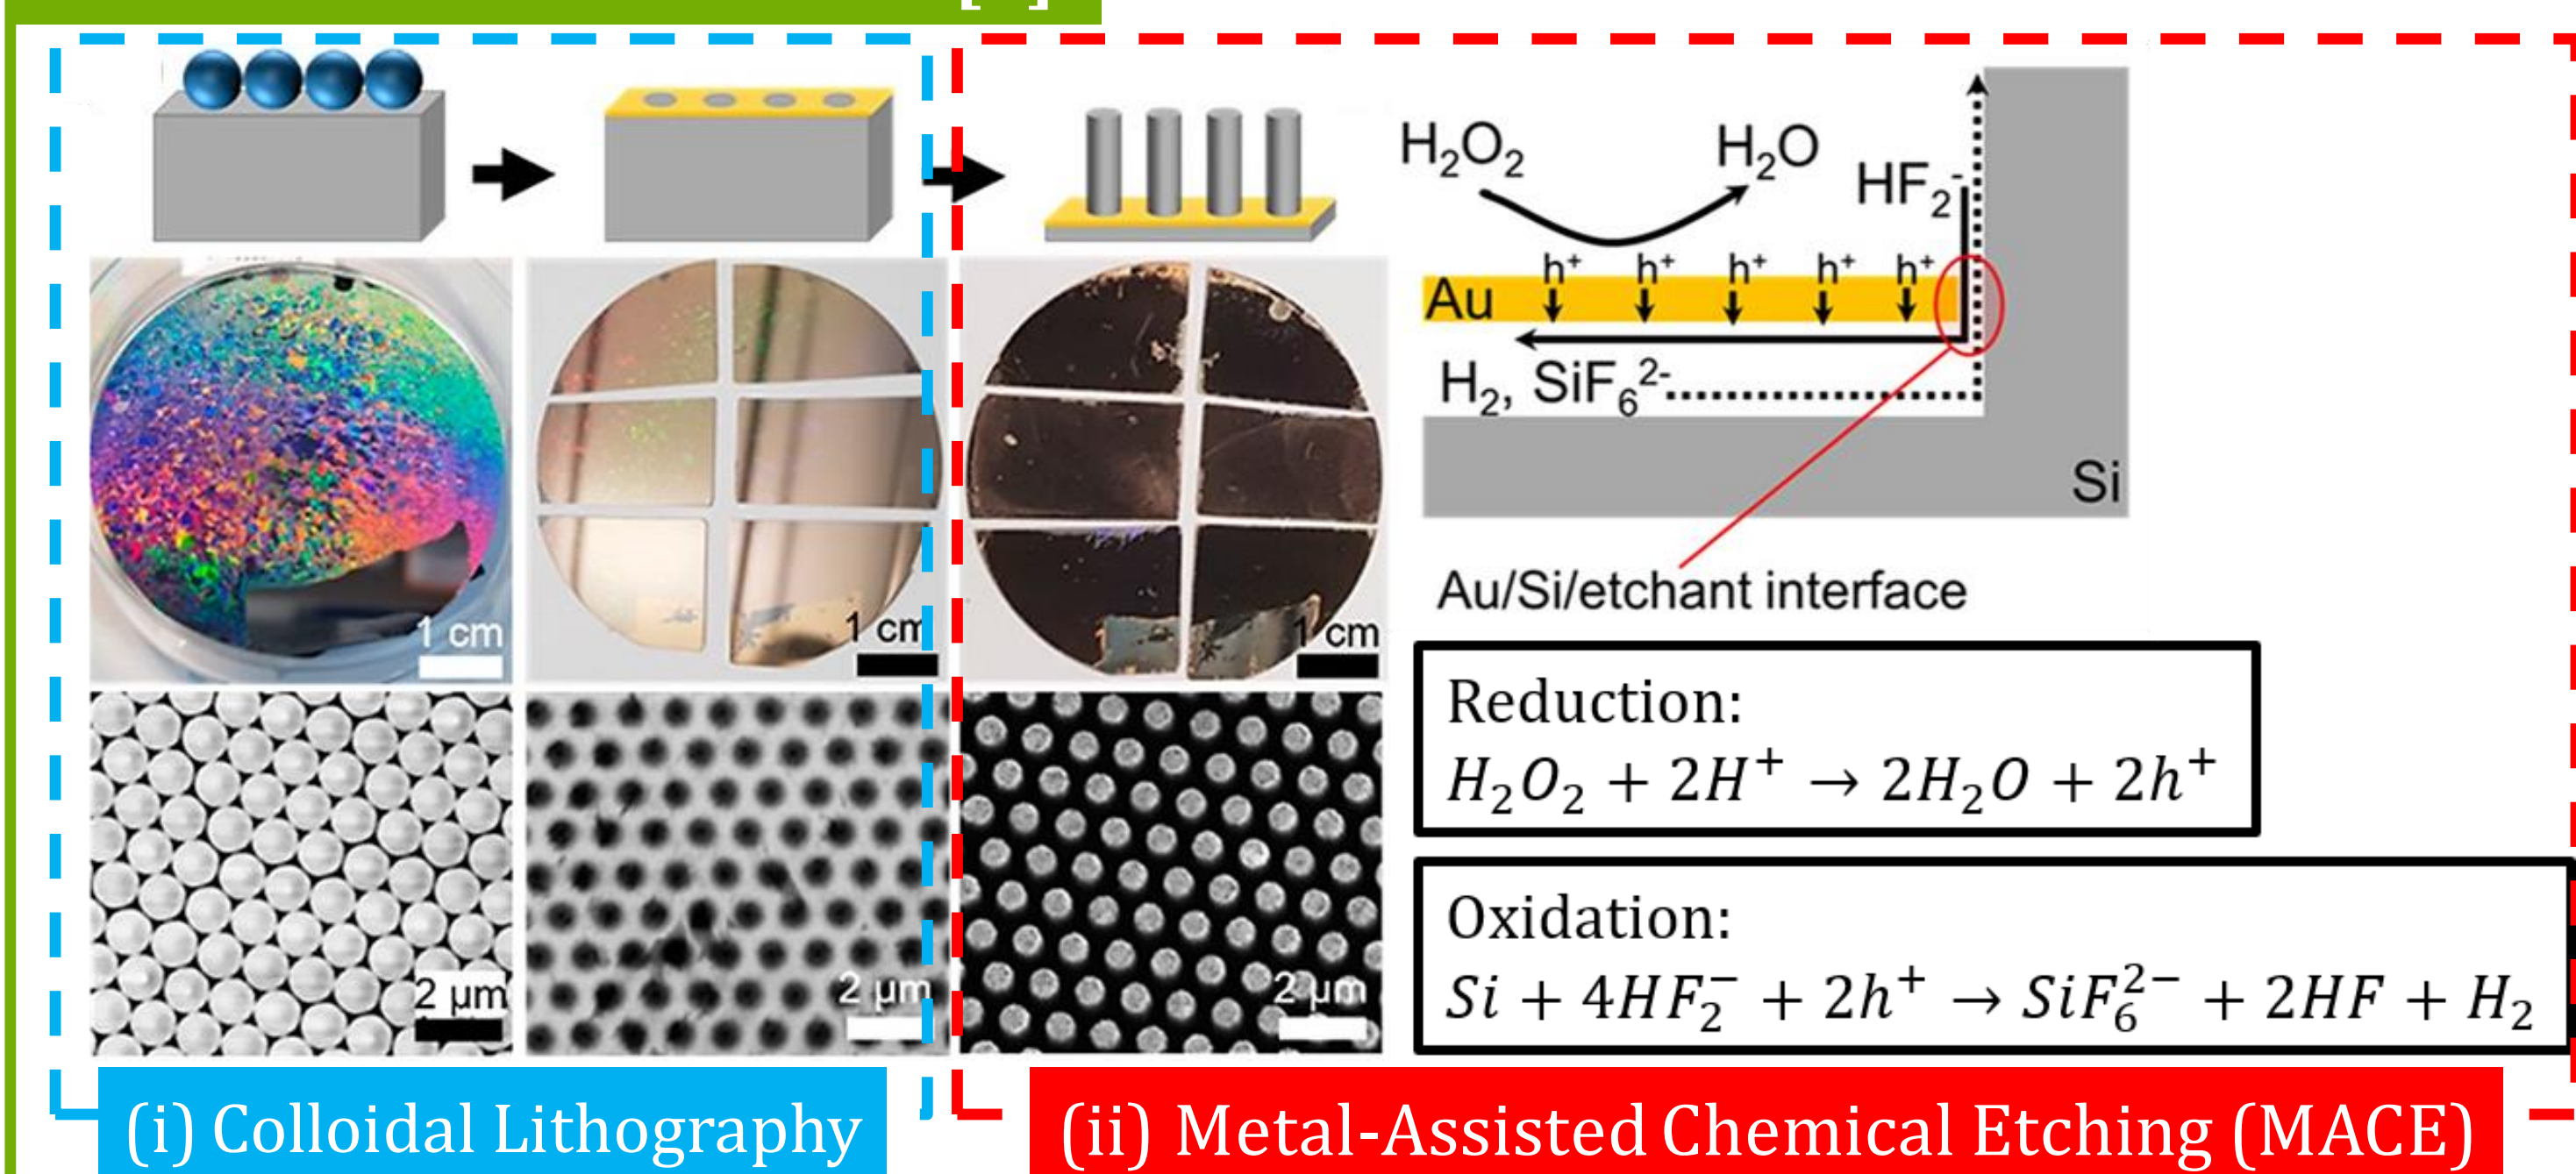 H₂O₂
H₂O
HF₂⁻
h⁺ h⁺ h⁺ h⁺ h⁺
Au
H₂, SiF₆²⁻
Si
Au/Si/etchant interface
1 cm
1 cm
1 cm
Reduction:
H₂O₂ + 2H⁺ → 2H₂O + 2h⁺
2 μm
2 μm
2 μm
Oxidation:
Si + 4HF₂⁻ + 2h⁺ → SiF₆²⁻ + 2HF + H₂
(i) Colloidal Lithography
(ii) Metal-Assisted Chemical Etching (MACE)